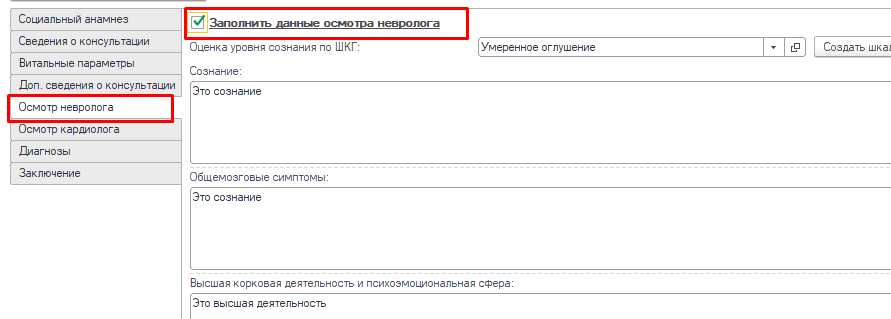 Социальный анамнез
Сведения о консультации
Витальные параметры
Доп. сведения о консультации
Осмотр невролога
Осмотр кардиолога
Диагнозы
Заключение
Заполнить данные осмотра невролога
Оценка уровня сознания по ШКГ: Умеренное оглушение Создать
Сознание:
Это сознание
Общемозговые симптомы:
Это сознание
Высшая корковая деятельность и психоэмоциональная сфера:
Это высшая деятельность